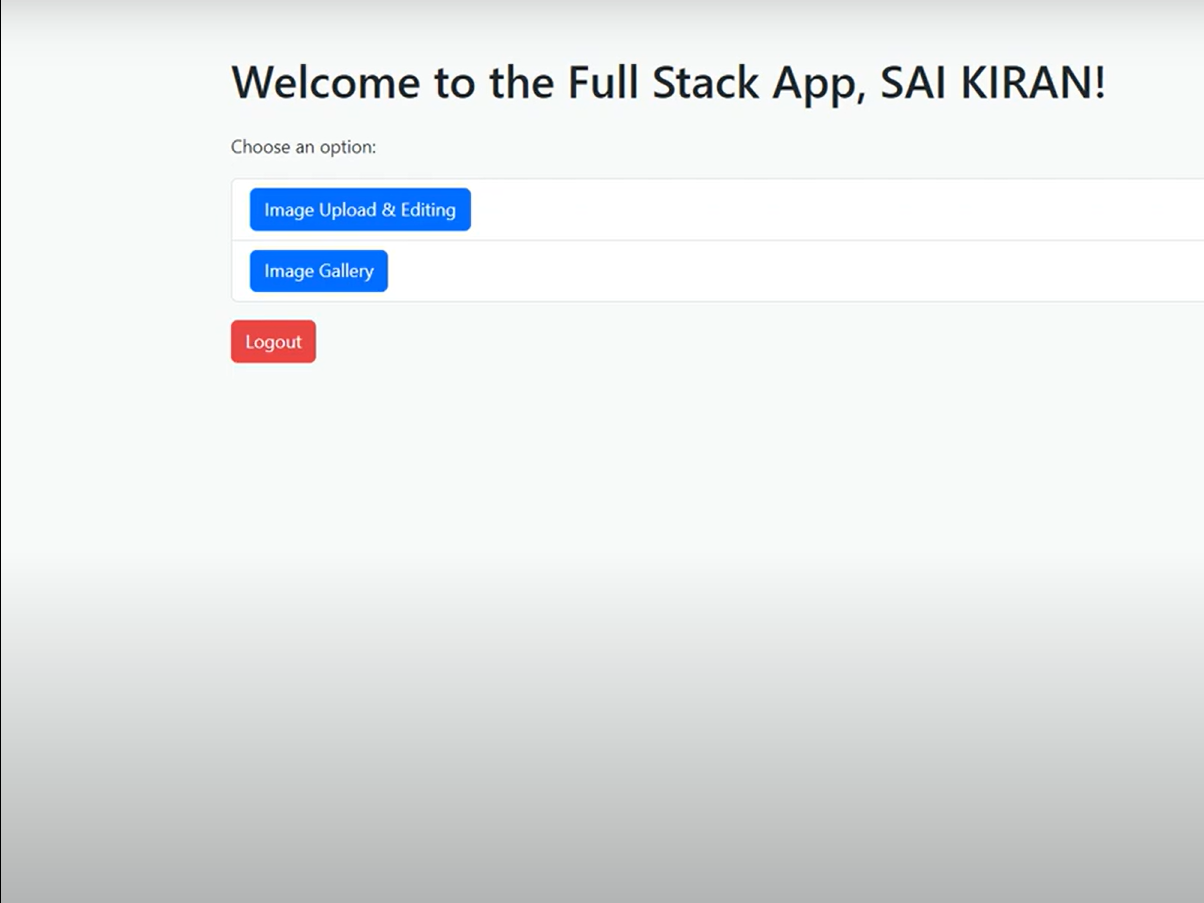 Welcome to the Full Stack App, SAI KIRAN!
Choose an option:
Image Upload & Editing
Image Gallery
Logout